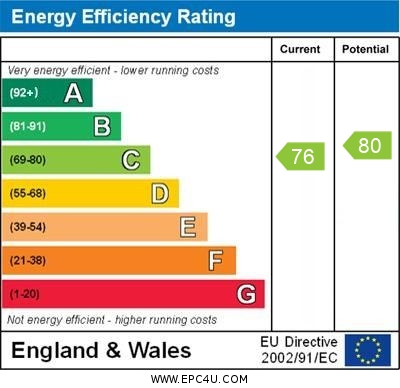 Energy Efficiency Rating
Current Potential
Very energy efficient - lower running costs
(92+) A
(81-91) B
(69-80) C
(55-68) D
(39-54) E
(21-38) F
(1-20) G
76
80
Not energy efficient - higher running costs
England & Wales
EU Directive
2002/91/EC
WWW.EPC4U.COM